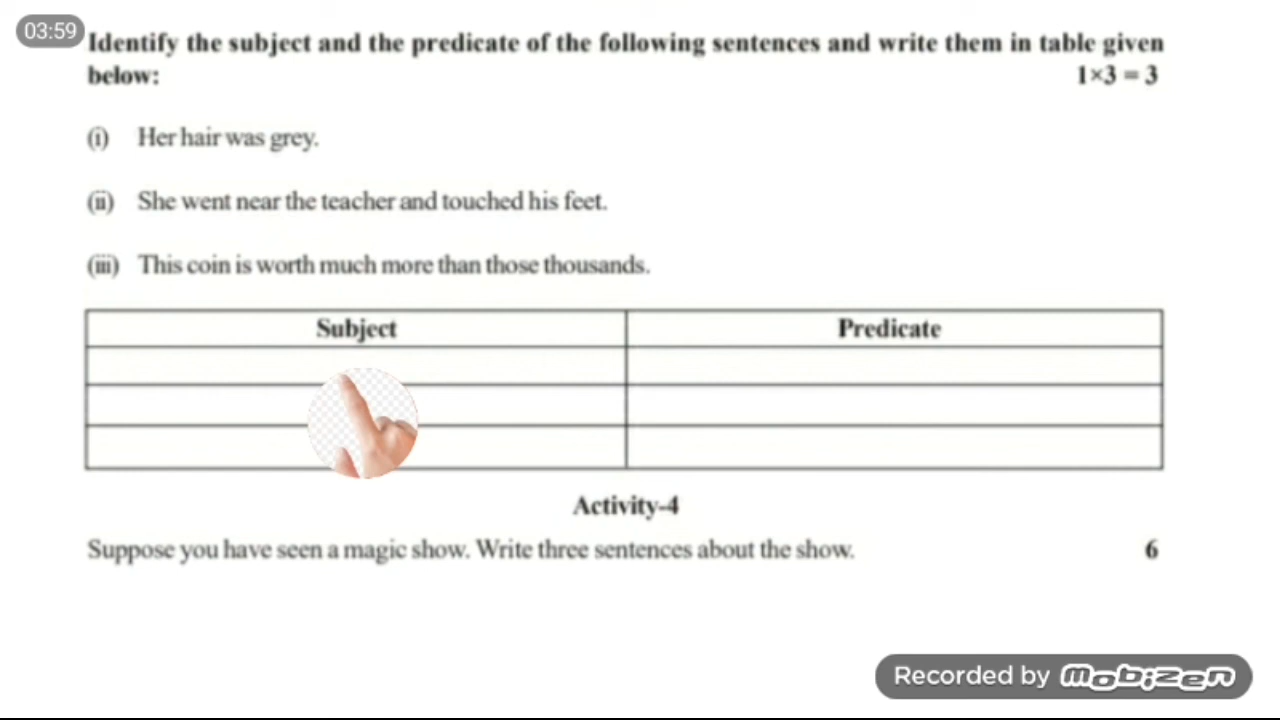 03:59
Identify the subject and the predicate of the following sentences and write them in table given
below: 1×3 = 3
(i) Her hair was grey.
(ii) She went near the teacher and touched his feet.
(iii) This coin is worth much more than those thousands.
Subject Predicate
Activity-4
Suppose you have seen a magic show. Write three sentences about the show. 6
Recorded by mobizen